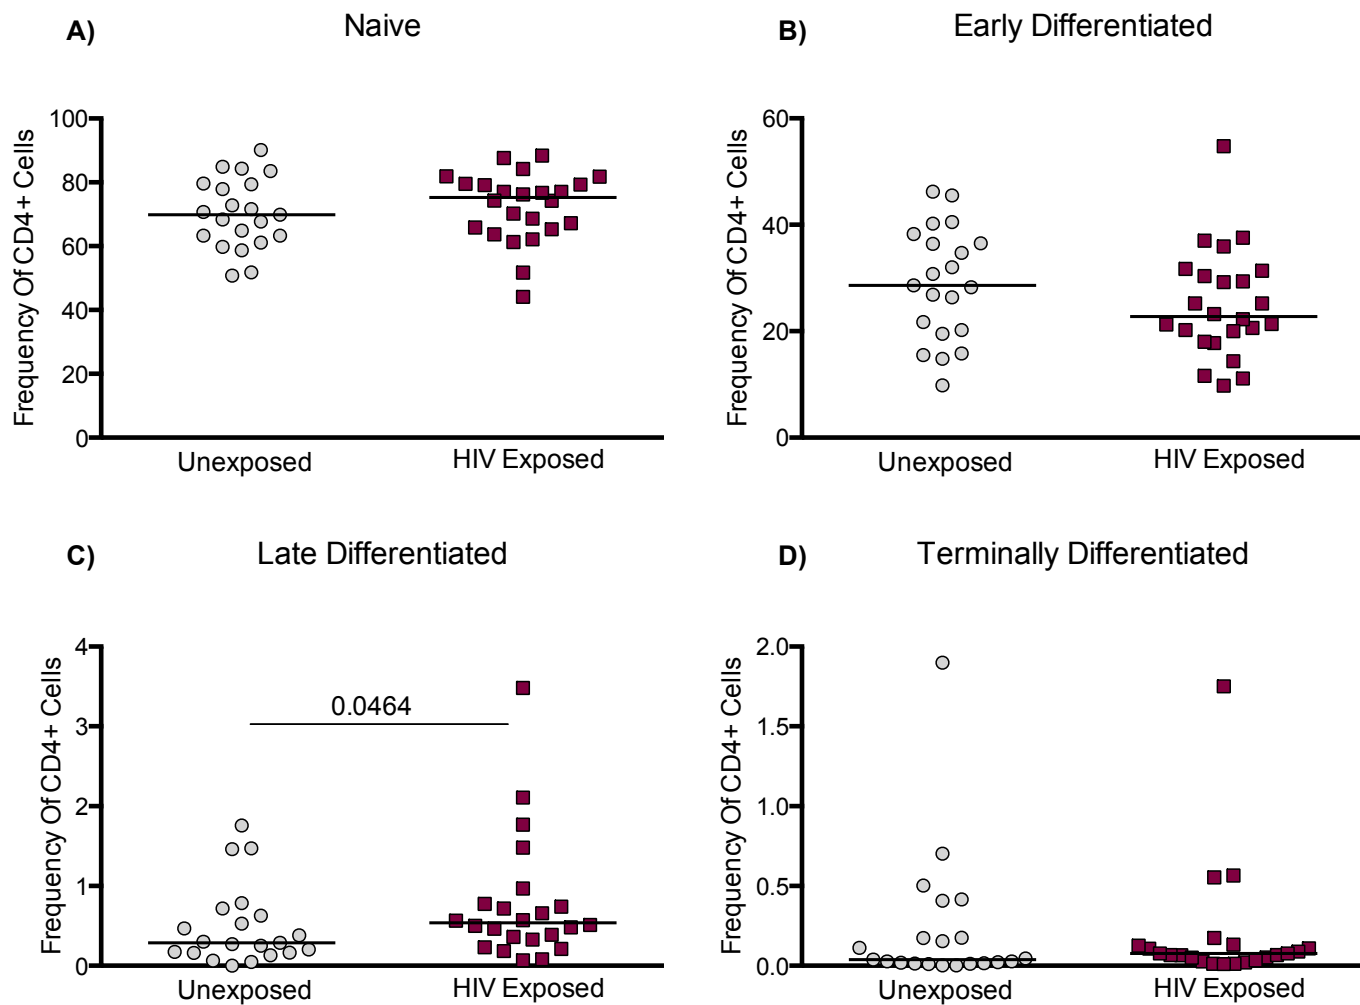 A)
Naive
Frequency Of CD4+ Cells
100
80
60
40
20
0
Unexposed
HIV Exposed
B)
Early Differentiated
Frequency Of CD4+ Cells
60
40
20
0
Unexposed
HIV Exposed
C)
Late Differentiated
Frequency Of CD4+ Cells
4
3
2
1
0
0.0464
Unexposed
HIV Exposed
D)
Terminally Differentiated
Frequency Of CD4+ Cells
2.0
1.5
1.0
0.5
0.0
Unexposed
HIV Exposed